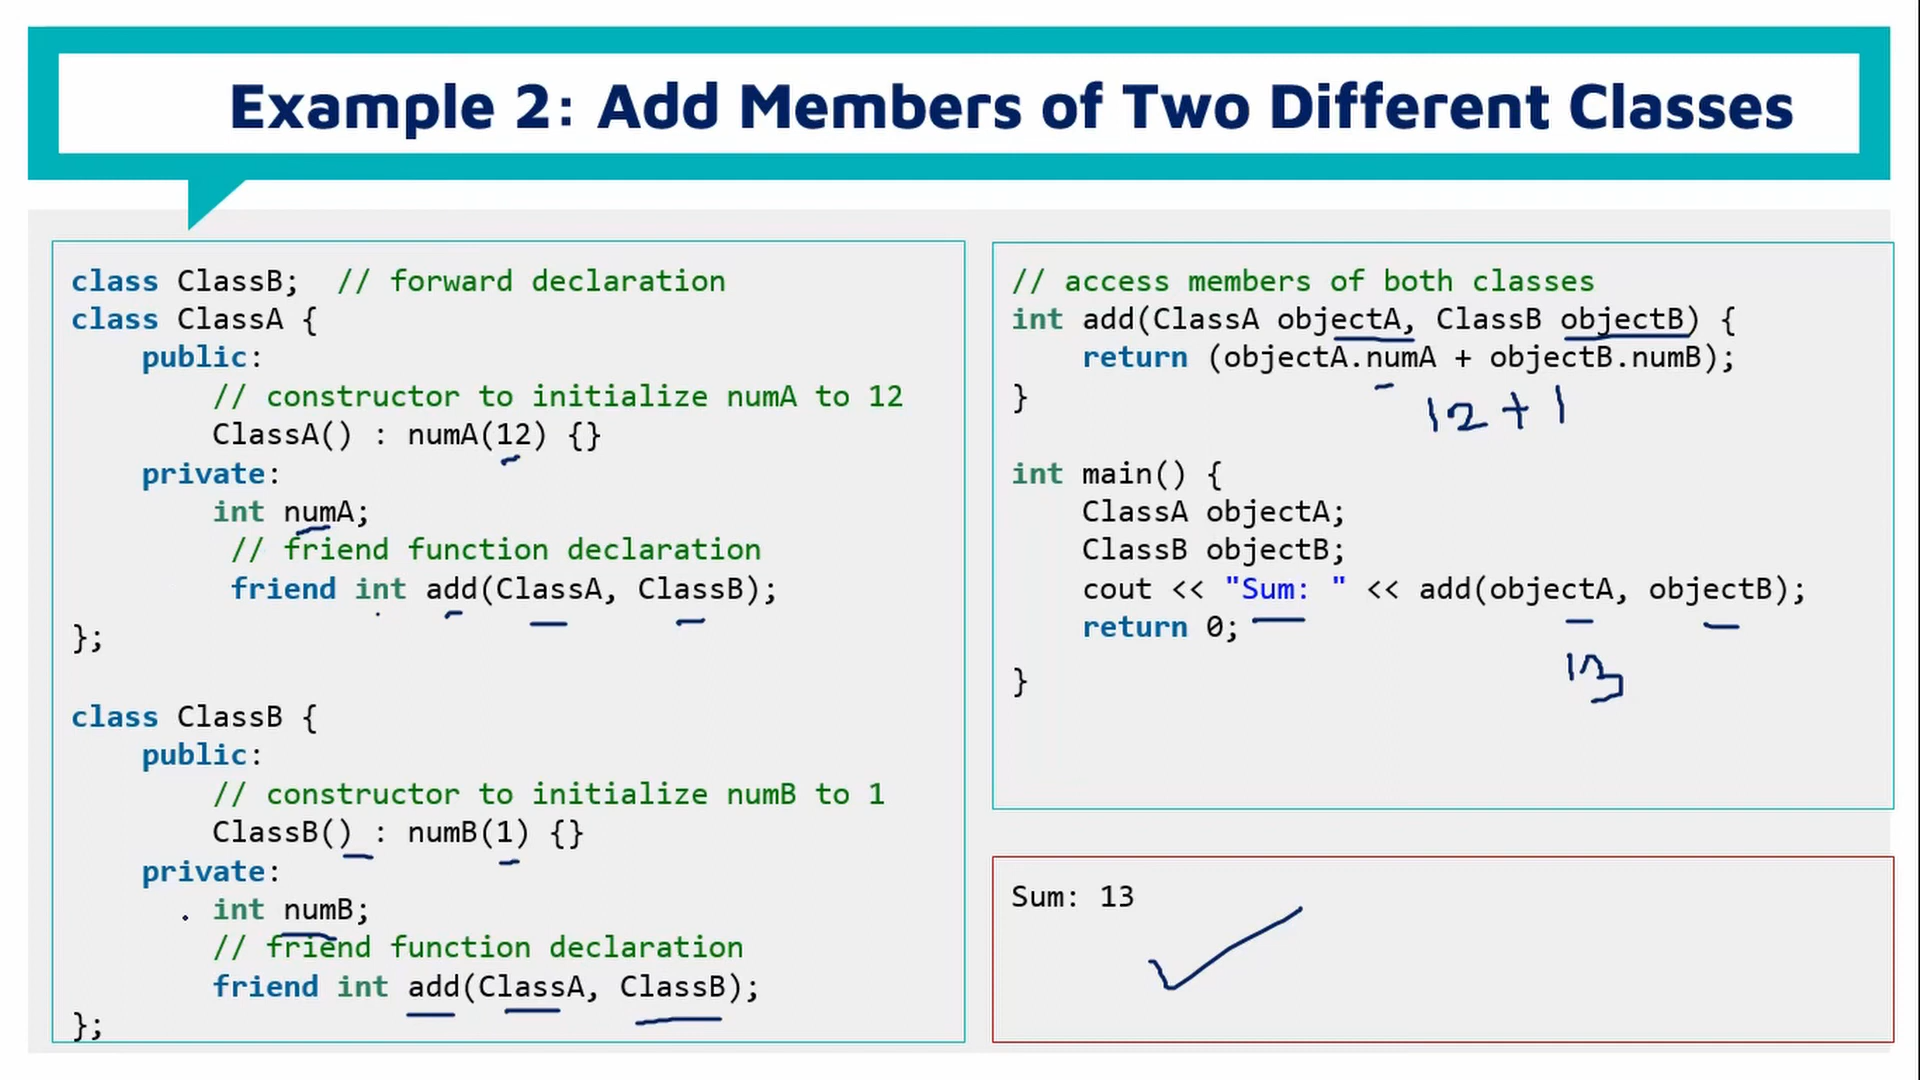 Example 2: Add Members of Two Different Classes
class ClassB;  // forward declaration
class ClassA {
    public:
        // constructor to initialize numA to 12
        ClassA() : numA(12) {}
    private:
        int numA;
         // friend function declaration
         friend int add(ClassA, ClassB);
};
class ClassB {
    public:
        // constructor to initialize numB to 1
        ClassB() : numB(1) {}
    private:
        int numB;
        // friend function declaration
        friend int add(ClassA, ClassB);
};
// access members of both classes
int add(ClassA objectA, ClassB objectB) {
    return (objectA.numA + objectB.numB);
}
12 + 1
int main() {
    ClassA objectA;
    ClassB objectB;
    cout << "Sum: " << add(objectA, objectB);
    return 0;
13
}
Sum: 13